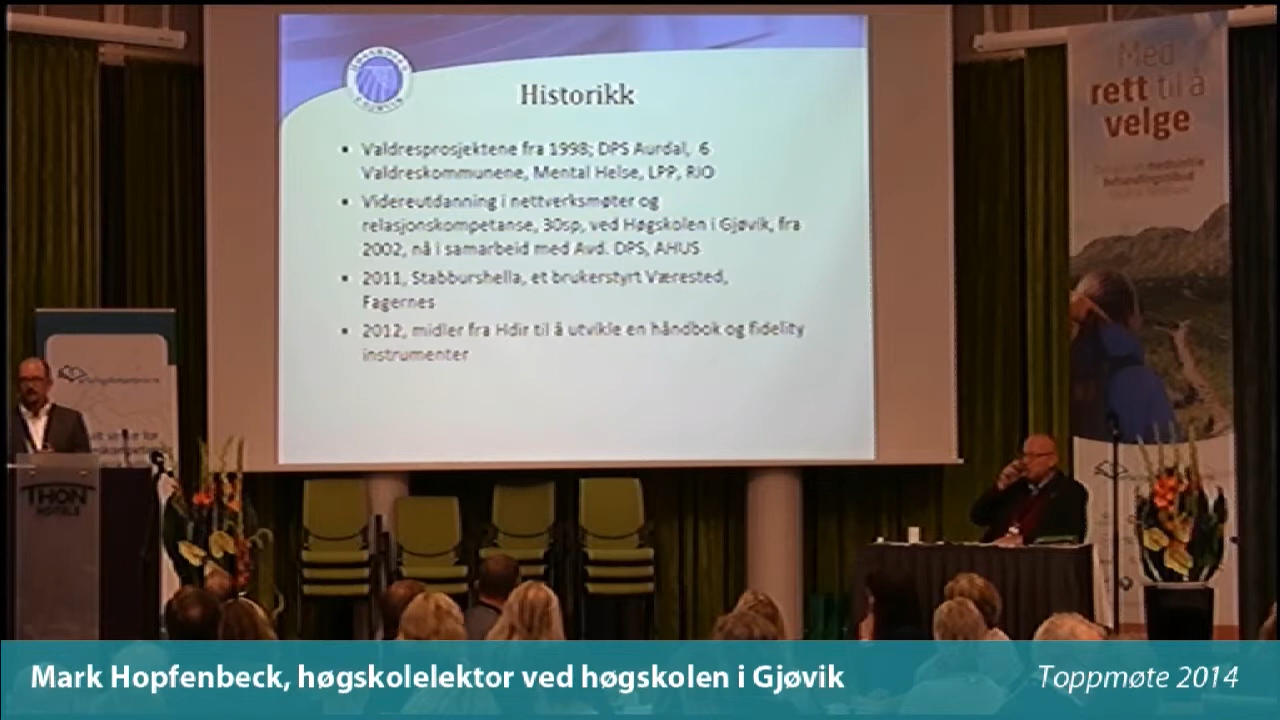 Historikk
• Valdresprosjektene fra 1998; DPS Aurdal, 6
Valdreskommunene, Mental Helse, LPP, RIO
• Videreutdanning i nettverksmøter og
relasjonskompetanse, 30sp, ved Høgskolen i Gjøvik, fra
2002, nå i samarbeid med Avd. DPS, AHUS
• 2011, Stabburshella, et brukerstyrt Værested,
Fagernes
• 2012, midler fra Hdir til å utvikle en håndbok og fidelity
instrumenter
Med
rett til å
velge
THON
HOTELS
Mark Hopfenbeck, høgskolelektor ved høgskolen i Gjøvik
Toppmøte 2014